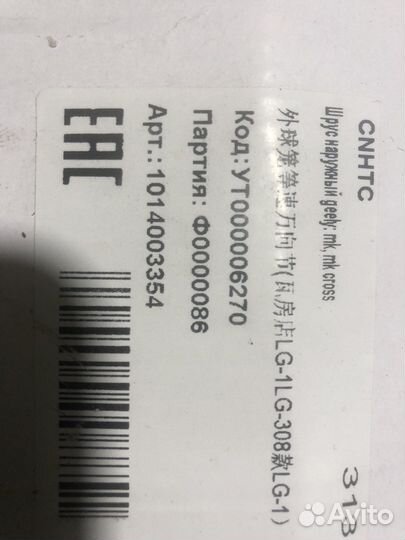 CNHTC
Шрус наружный geely: mk, mk cross
外球笼等速万向节(瓦房店LG-1LG-308款LG-1)
Код:УТ000006270
Партия: Ф0000086
Арт.:1014003354
EAC
318
Avito